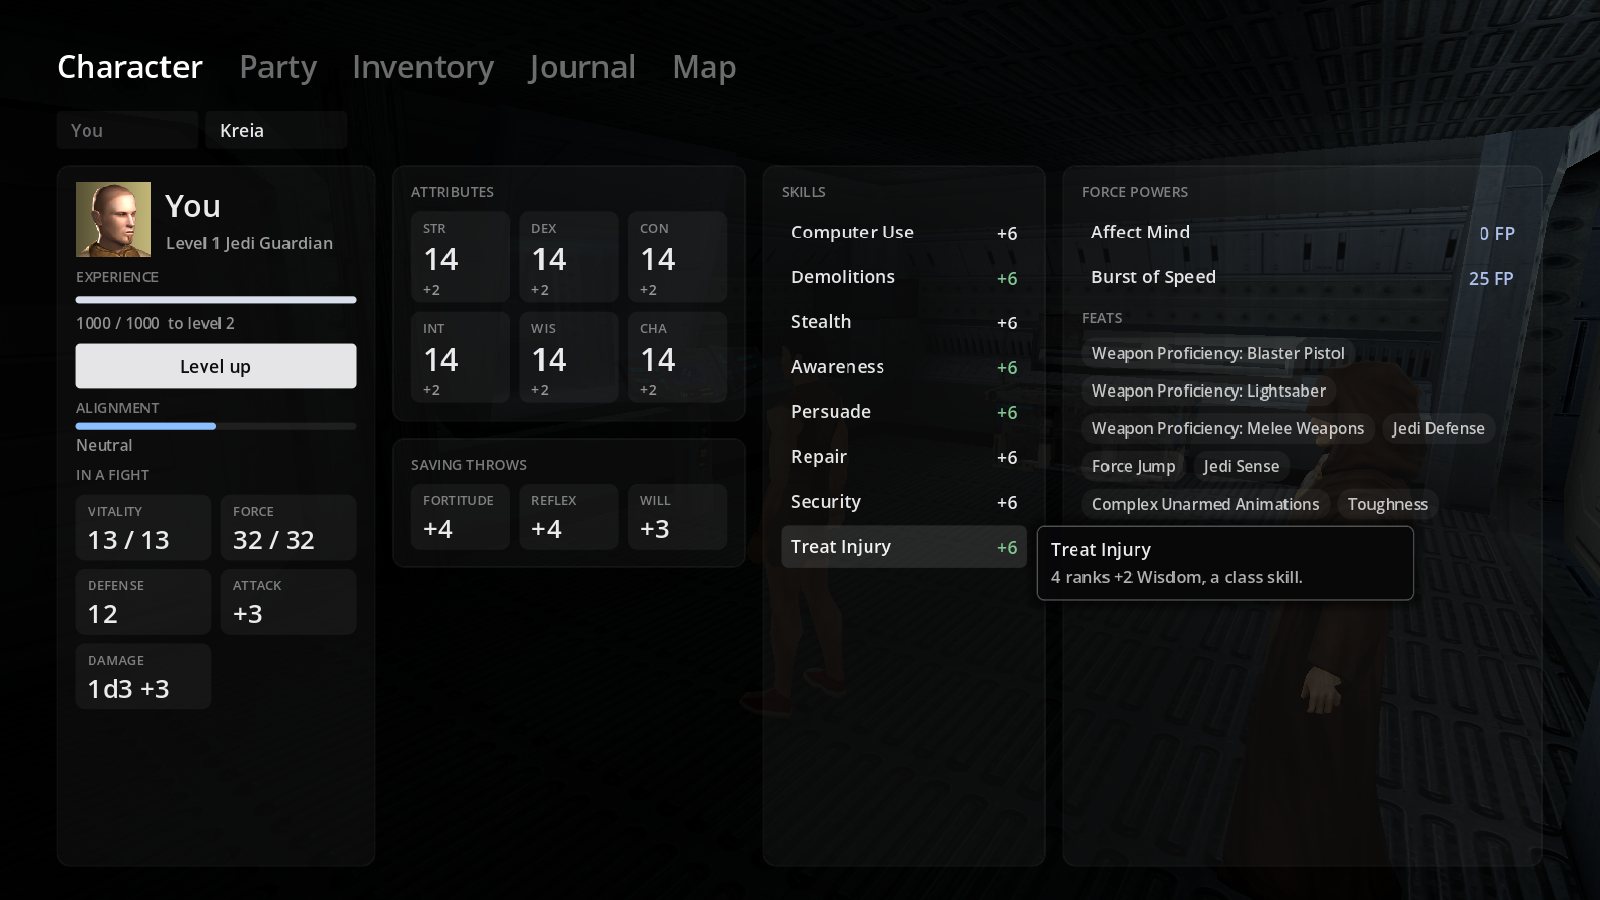 Character Party Inventory Journal Map
You Kreia
You
Level 1 Jedi Guardian
EXPERIENCE
1000 / 1000 to level 2
Level up
ALIGNMENT
Neutral
IN A FIGHT
VITALITY
13 / 13
FORCE
32 / 32
DEFENSE
12
ATTACK
+3
DAMAGE
1d3 +3
ATTRIBUTES
STR
14
+2
DEX
14
+2
CON
14
+2
INT
14
+2
WIS
14
+2
CHA
14
+2
SAVING THROWS
FORTITUDE
+4
REFLEX
+4
WILL
+3
SKILLS
Computer Use +6
Demolitions +6
Stealth +6
Awareness +6
Persuade +6
Repair +6
Security +6
Treat Injury +6
FORCE POWERS
Affect Mind 0 FP
Burst of Speed 25 FP
FEATS
Weapon Proficiency: Blaster Pistol
Weapon Proficiency: Lightsaber
Weapon Proficiency: Melee Weapons Jedi Defense
Force Jump Jedi Sense
Complex Unarmed Animations Toughness
Treat Injury
4 ranks +2 Wisdom, a class skill.